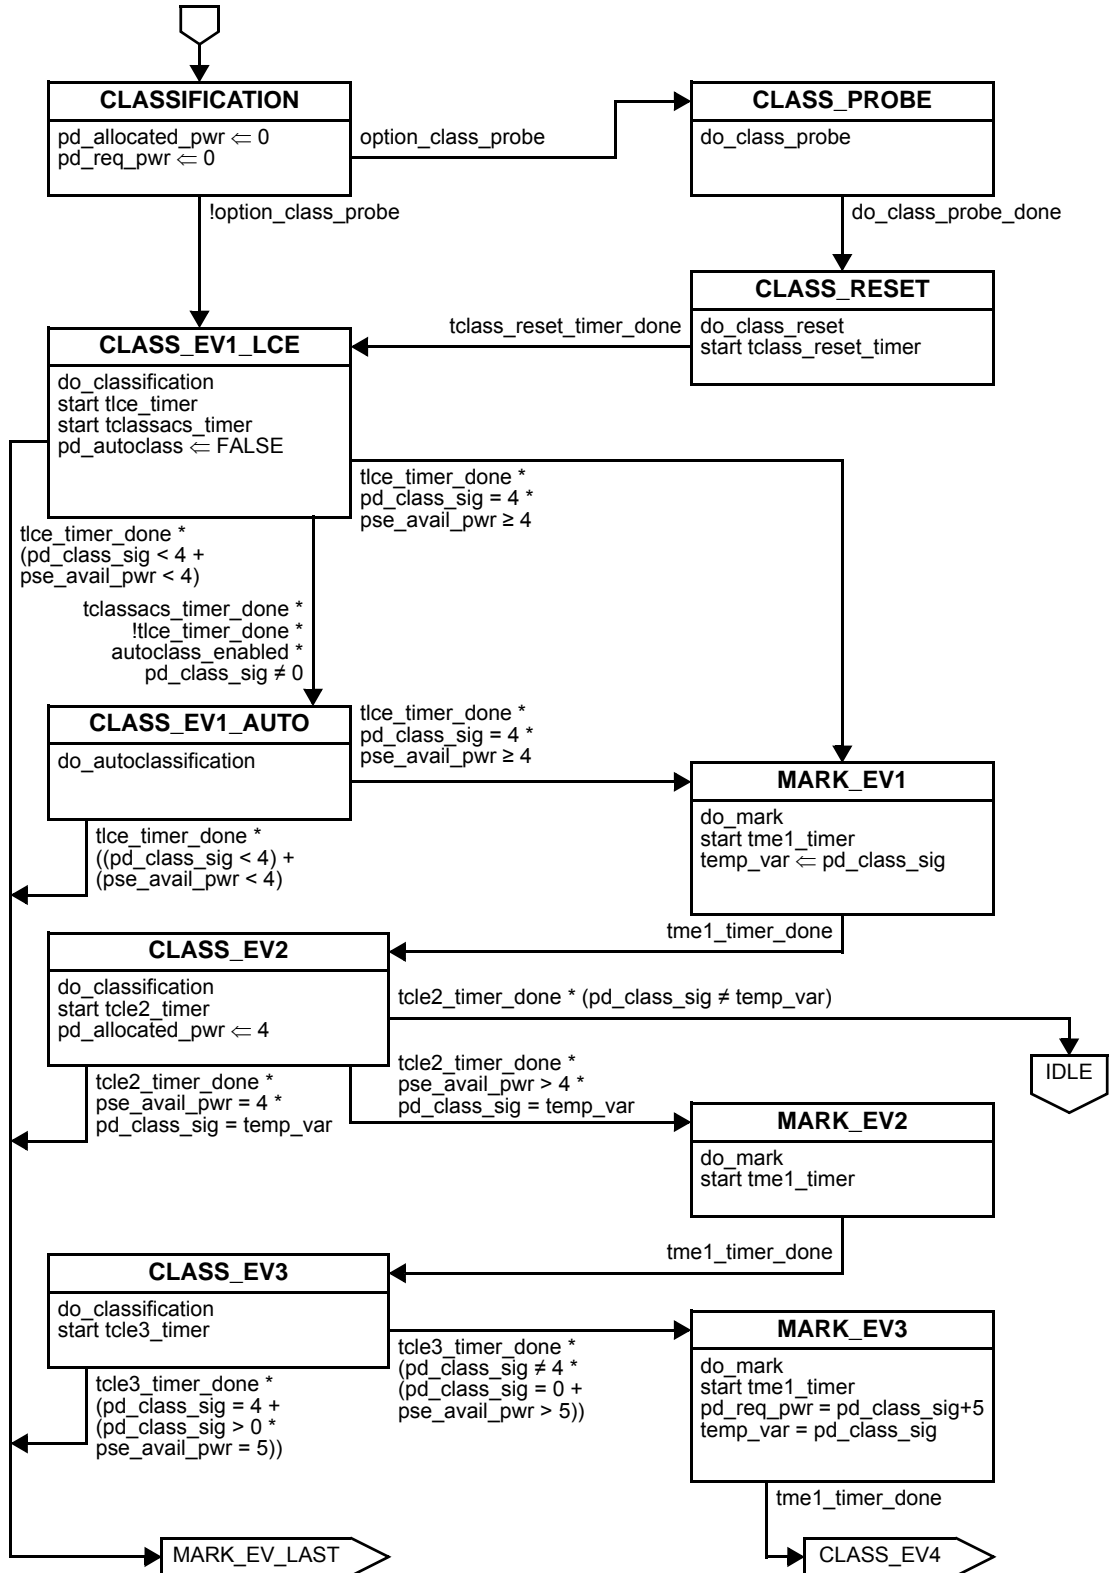 CLASSIFICATION
pd_allocated_pwr ⇐ 0
pd_req_pwr ⇐ 0
option_class_probe
CLASS_PROBE
do_class_probe
!option_class_probe
do_class_probe_done
CLASS_RESET
do_class_reset
start tclass_reset_timer
tclass_reset_timer_done
CLASS_EV1_LCE
do_classification
start tlce_timer
start tclassacs_timer
pd_autoclass ⇐ FALSE
tlce_timer_done *
pd_class_sig = 4 *
pse_avail_pwr ≥ 4
tlce_timer_done *
(pd_class_sig < 4 +
pse_avail_pwr < 4)
tclassacs_timer_done *
!tlce_timer_done *
autoclass_enabled *
pd_class_sig ≠ 0
CLASS_EV1_AUTO
do_autoclassification
tlce_timer_done *
pd_class_sig = 4 *
pse_avail_pwr ≥ 4
MARK_EV1
do_mark
start tme1_timer
temp_var ⇐ pd_class_sig
tlce_timer_done *
((pd_class_sig < 4) +
(pse_avail_pwr < 4)
tme1_timer_done
CLASS_EV2
do_classification
start tcle2_timer
pd_allocated_pwr ⇐ 4
tcle2_timer_done * (pd_class_sig ≠ temp_var)
IDLE
tcle2_timer_done *
pse_avail_pwr = 4 *
pd_class_sig = temp_var
tcle2_timer_done *
pse_avail_pwr > 4 *
pd_class_sig = temp_var
MARK_EV2
do_mark
start tme1_timer
tme1_timer_done
CLASS_EV3
do_classification
start tcle3_timer
tcle3_timer_done *
(pd_class_sig = 4 +
(pd_class_sig > 0 *
pse_avail_pwr = 5))
tcle3_timer_done *
(pd_class_sig ≠ 4 *
(pd_class_sig = 0 +
pse_avail_pwr > 5))
MARK_EV3
do_mark
start tme1_timer
pd_req_pwr = pd_class_sig+5
temp_var = pd_class_sig
tme1_timer_done
MARK_EV_LAST
CLASS_EV4